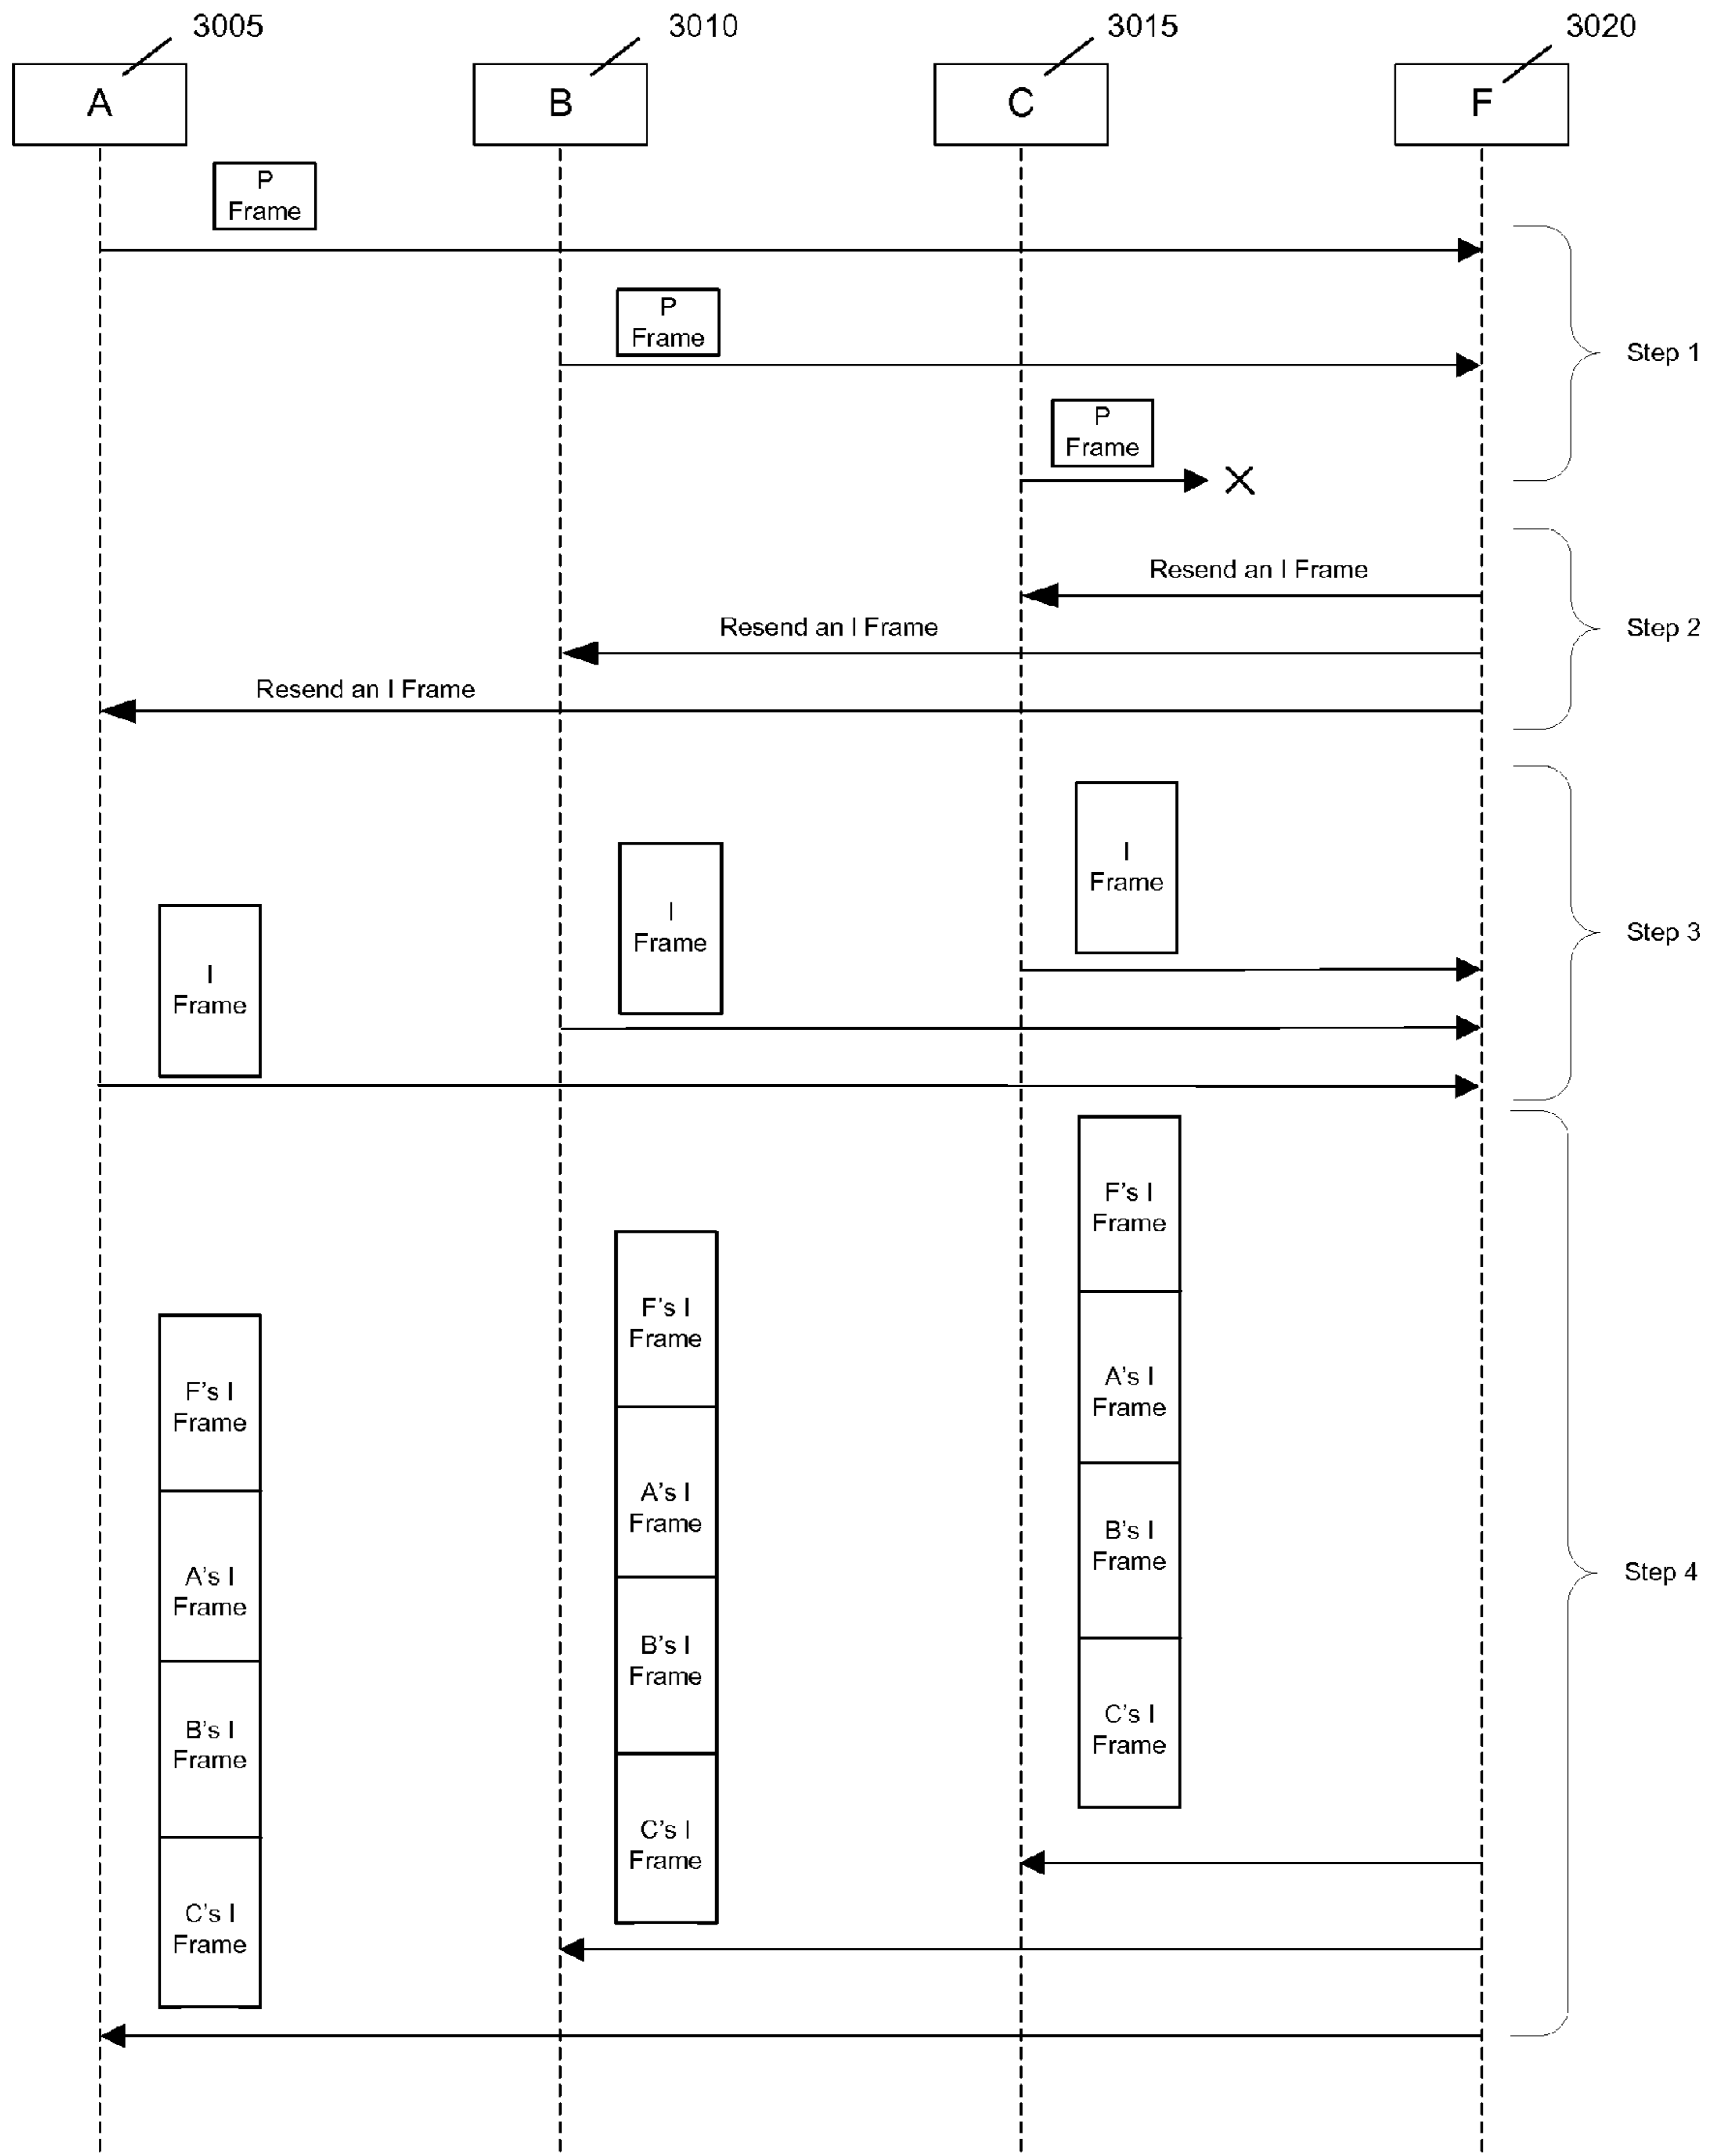 3005
3010
3015
3020
A
B
C
F
P
Frame
P
Frame
Step 1
P
Frame
Resend an I Frame
Resend an I Frame
Step 2
Resend an I Frame
I
Frame
I
Frame
Step 3
I
Frame
F's I
Frame
A's I
Frame
B's I
Frame
C's I
Frame
F's I
Frame
A's I
Frame
B's I
Frame
C's I
Frame
F's I
Frame
A's I
Frame
B's I
Frame
C's I
Frame
Step 4